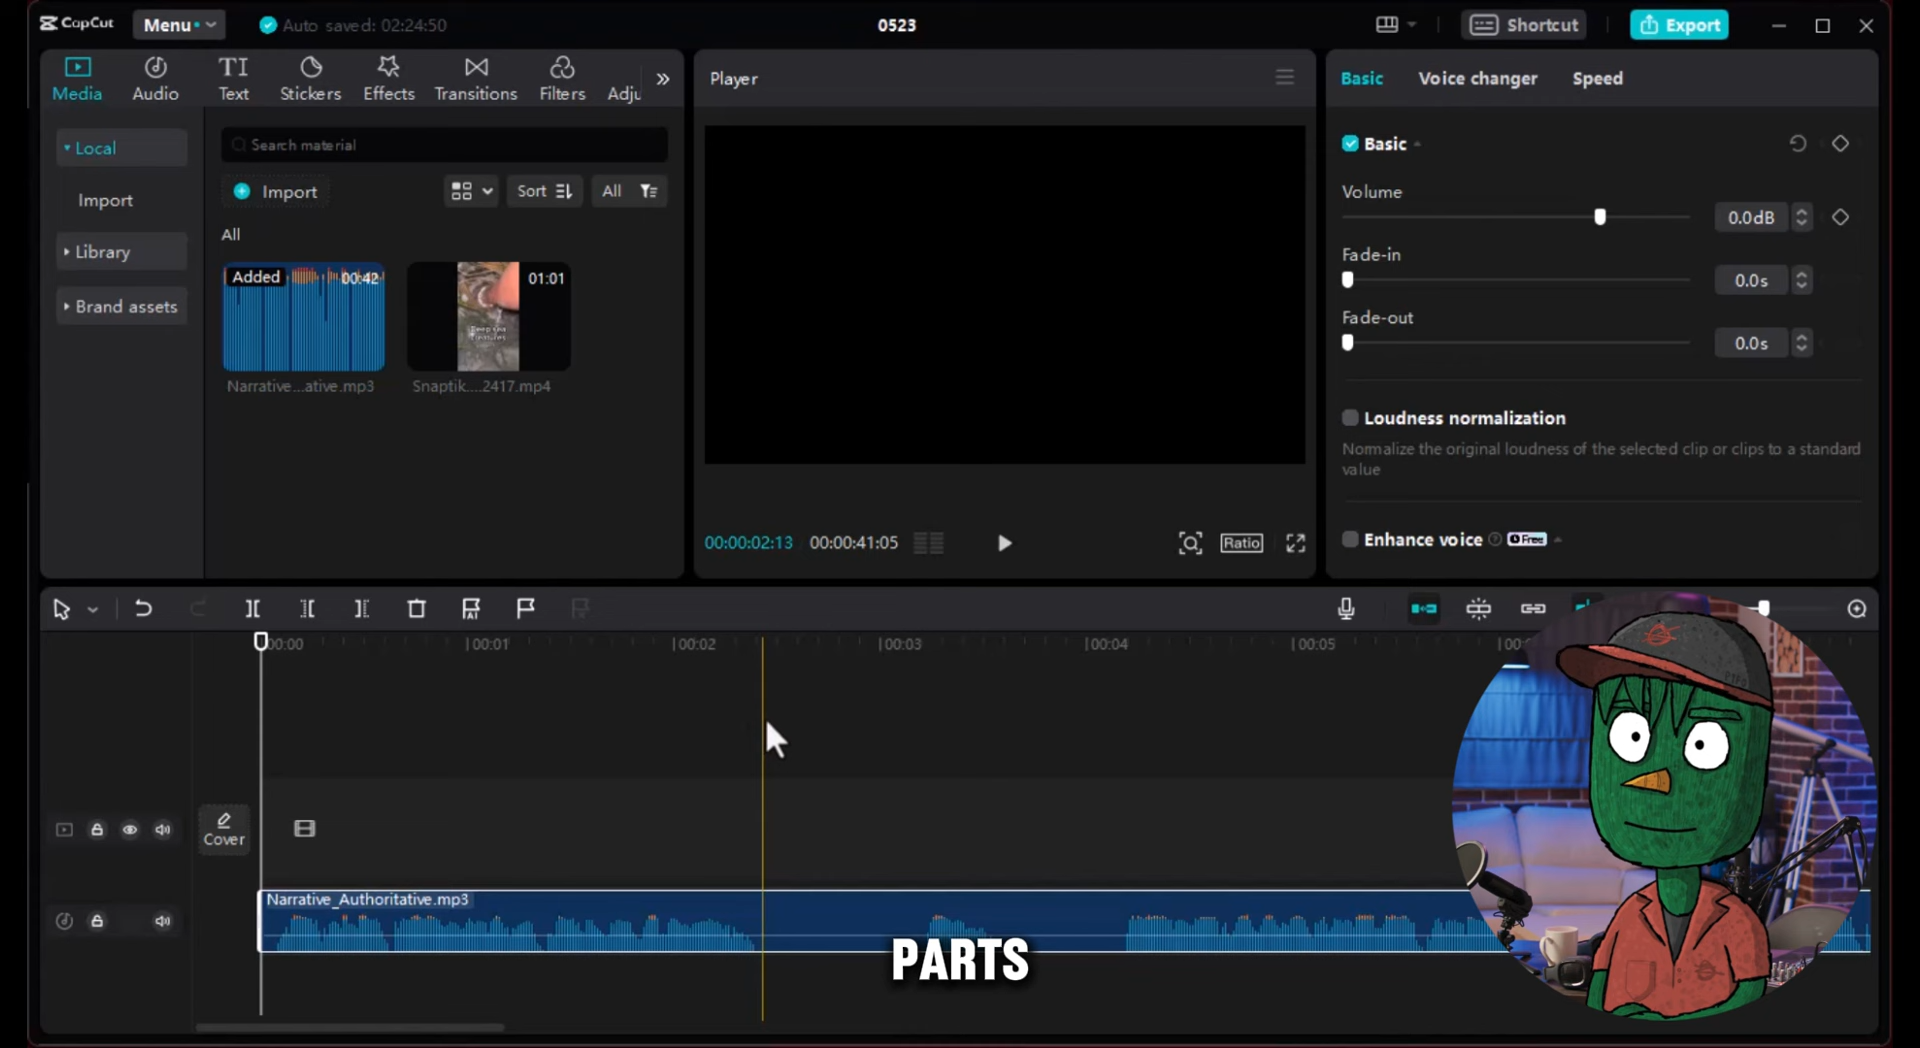 CapCut
Menu
Auto saved: 02:24:50
0523
Shortcut
Export
Media
Audio
TI
Text
Stickers
Effects
Transitions
Filters
Adju
Player
Basic
Voice changer
Speed
Local
Import
Library
Brand assets
Search material
Import
Sort
All
All
Added
00:42
01:01
Narrative...ative.mp3
Snaptik....2417.mp4
Basic
Volume
0.0dB
Fade-in
0.0s
Fade-out
0.0s
Loudness normalization
Normalize the original loudness of the selected clip or clips to a standard
value
Enhance voice
Free
00:00:02:13
00:00:41:05
Ratio
00:00
00:01
00:02
00:03
00:04
00:05
Cover
Narrative_Authoritative.mp3
PARTS